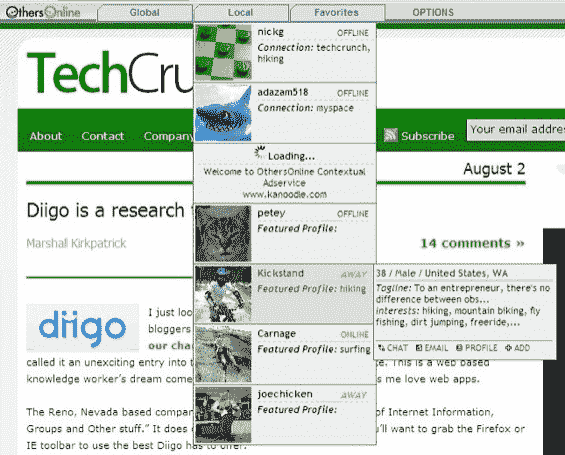 OthersOnline
Global
Local
Favorites
OPTIONS
nickg OFFLINE
Connection: techcrunch,
hiking
adazam518 OFFLINE
Connection: myspace
Loading...
Welcome to OthersOnline Contextual
Adservice
www.kanoodle.com
petey OFFLINE
Featured Profile:
Kickstand AWAY
Featured Profile: hiking
Carnage ONLINE
Featured Profile: surfing
joechicken AWAY
Featured Profile:
38 / Male / United States, WA
Tagline: To an entrepreneur, there's no
difference between obs...
Interests: hiking, mountain biking, fly
fishing, dirt jumping, freeride,...
CHAT EMAIL PROFILE ADD
TechCru
About Contact Company
Subscribe
Your email addres
August 2
Diigo is a research
Marshall Kirkpatrick
14 comments »
diigo
I just loo
bloggers
our cha
called it an unexciting entry into t
te. This is a web based
knowledge worker's dream come
s me love web apps.
The Reno, Nevada based compan
of Internet Information,
Groups and Other stuff." It does
'll want to grab the Firefox or
IE toolbar to use the best Diigo has to offer.